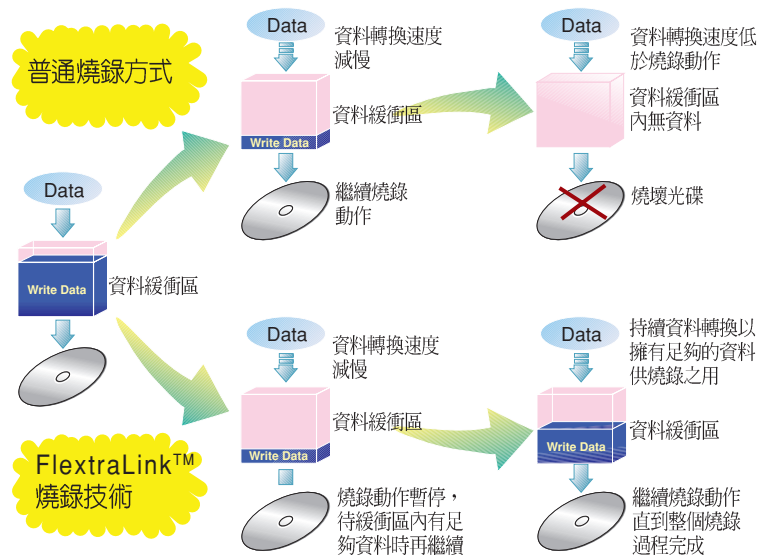 普通燒錄方式
Data
資料轉換速度
減慢
資料緩衝區
Write Data
繼續燒錄
動作
Data
資料轉換速度低
於燒錄動作
資料緩衝區
內無資料
燒壞光碟
Data
Write Data
資料緩衝區
FlextraLink™
燒錄技術
Data
資料轉換速度
減慢
資料緩衝區
Write Data
燒錄動作暫停，
待緩衝區內有足
夠資料時再繼續
Data
持續資料轉換以
擁有足夠的資料
供燒錄之用
資料緩衝區
Write Data
繼續燒錄動作
直到整個燒錄
過程完成